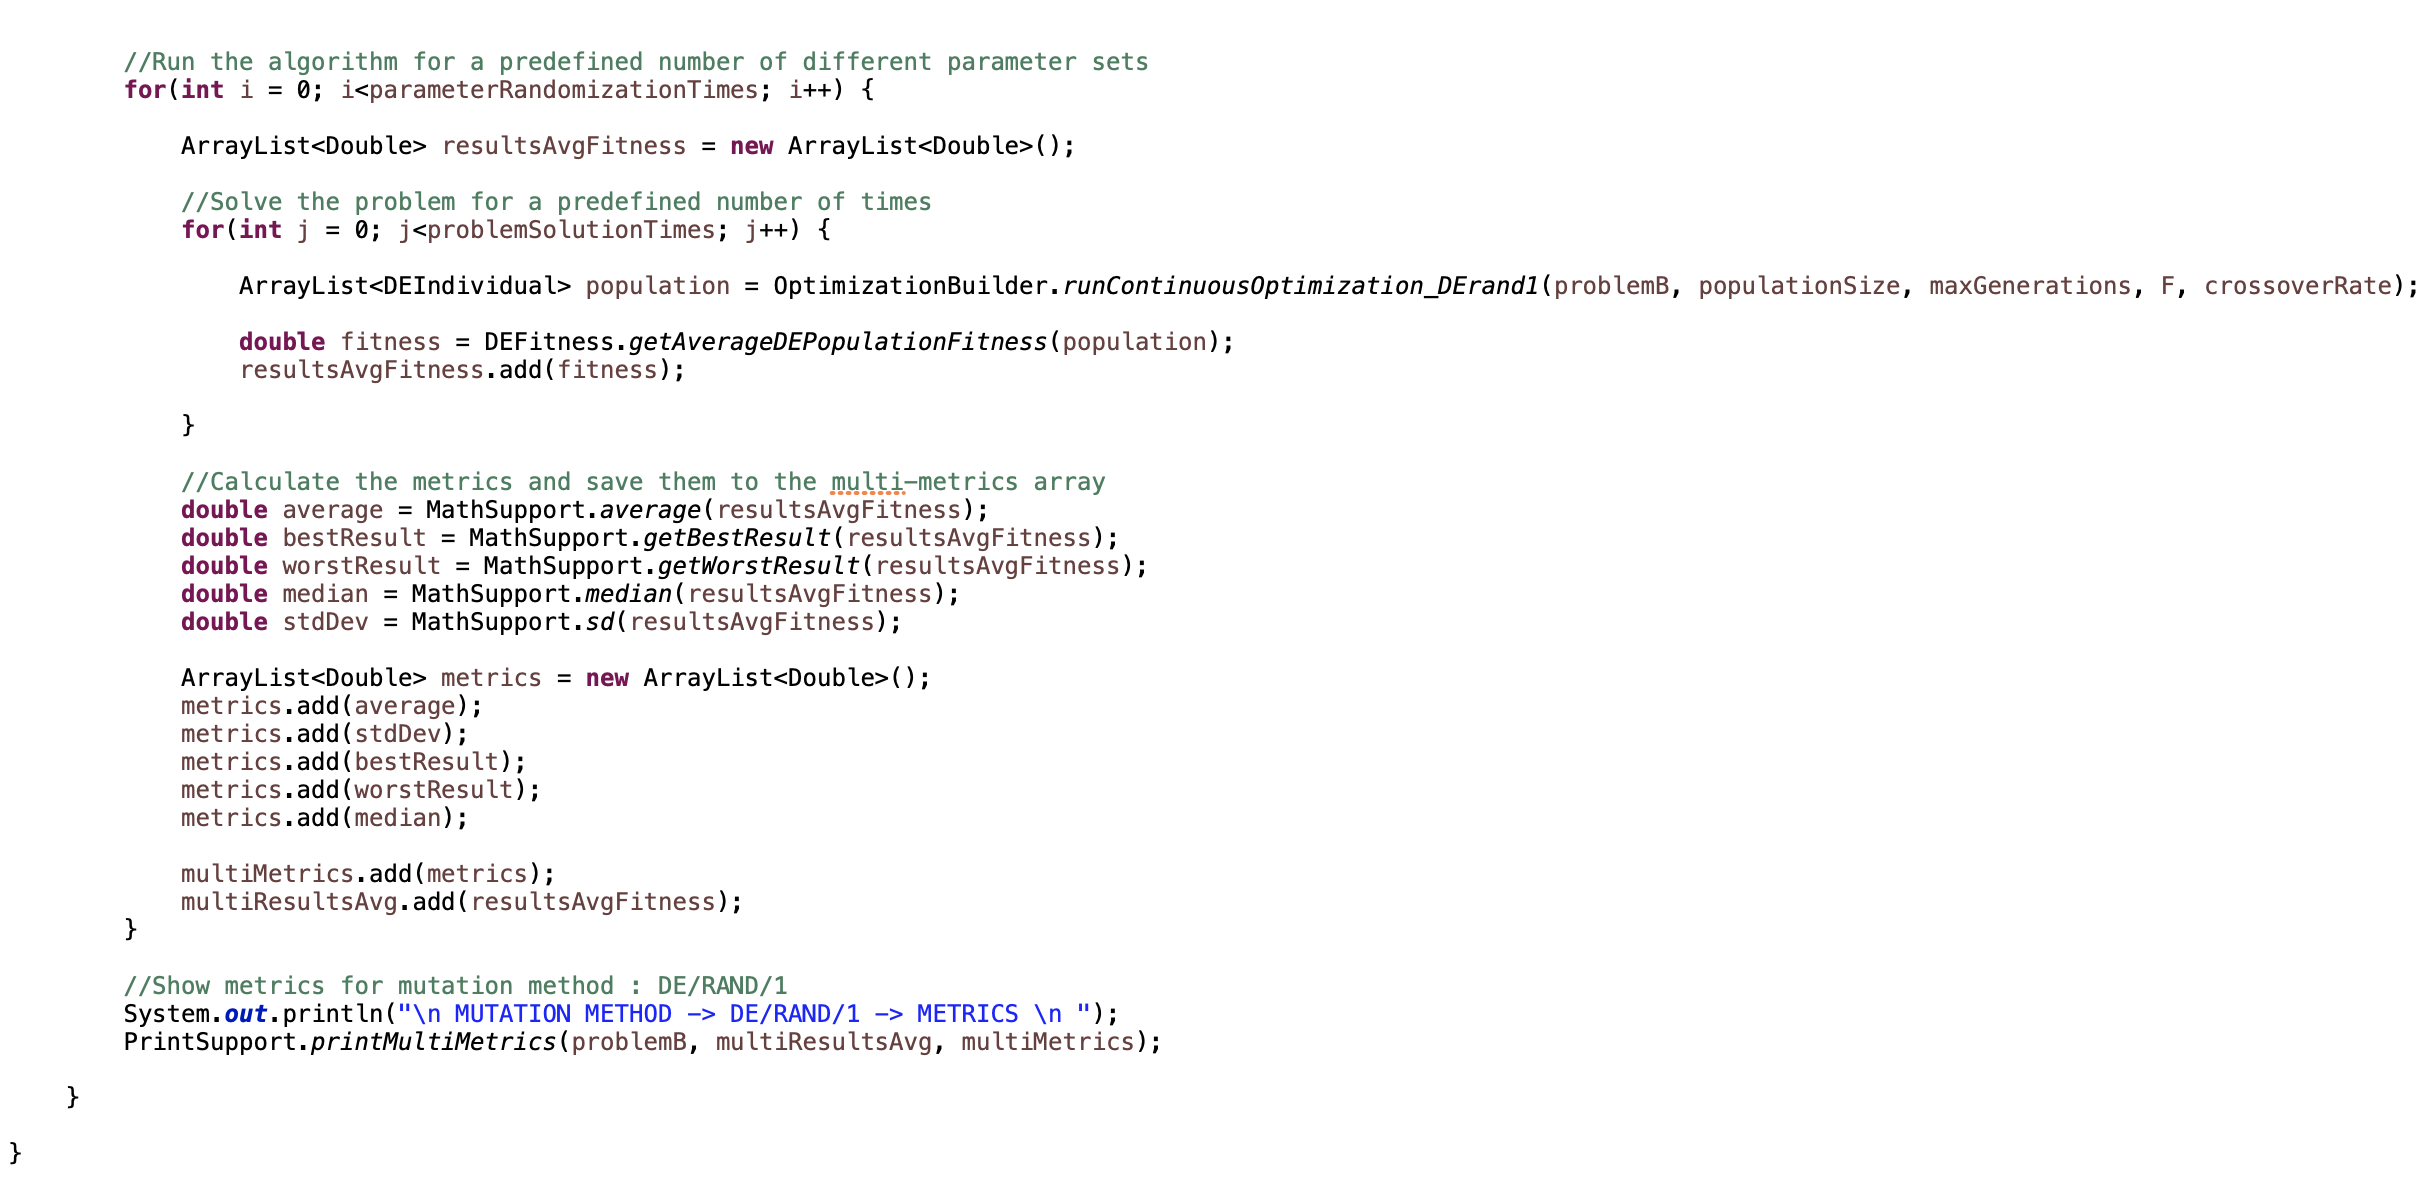 //Run the algorithm for a predefined number of different parameter sets
for(int i = 0; i<parameterRandomizationTimes; i++) {
ArrayList<Double> resultsAvgFitness = new ArrayList<Double>();
//Solve the problem for a predefined number of times
for(int j = 0; j<problemSolutionTimes; j++) {
ArrayList<DEIndividual> population = OptimizationBuilder.runContinuousOptimization_DErand1(problemB, populationSize, maxGenerations, F, crossoverRate);
double fitness = DEFitness.getAverageDEPopulationFitness(population);
resultsAvgFitness.add(fitness);
}
//Calculate the metrics and save them to the multi-metrics array
double average = MathSupport.average(resultsAvgFitness);
double bestResult = MathSupport.getBestResult(resultsAvgFitness);
double worstResult = MathSupport.getWorstResult(resultsAvgFitness);
double median = MathSupport.median(resultsAvgFitness);
double stdDev = MathSupport.sd(resultsAvgFitness);
ArrayList<Double> metrics = new ArrayList<Double>();
metrics.add(average);
metrics.add(stdDev);
metrics.add(bestResult);
metrics.add(worstResult);
metrics.add(median);
multiMetrics.add(metrics);
multiResultsAvg.add(resultsAvgFitness);
}
//Show metrics for mutation method : DE/RAND/1
System.out.println("\n MUTATION METHOD -> DE/RAND/1 -> METRICS \n ");
PrintSupport.printMultiMetrics(problemB, multiResultsAvg, multiMetrics);
}
}